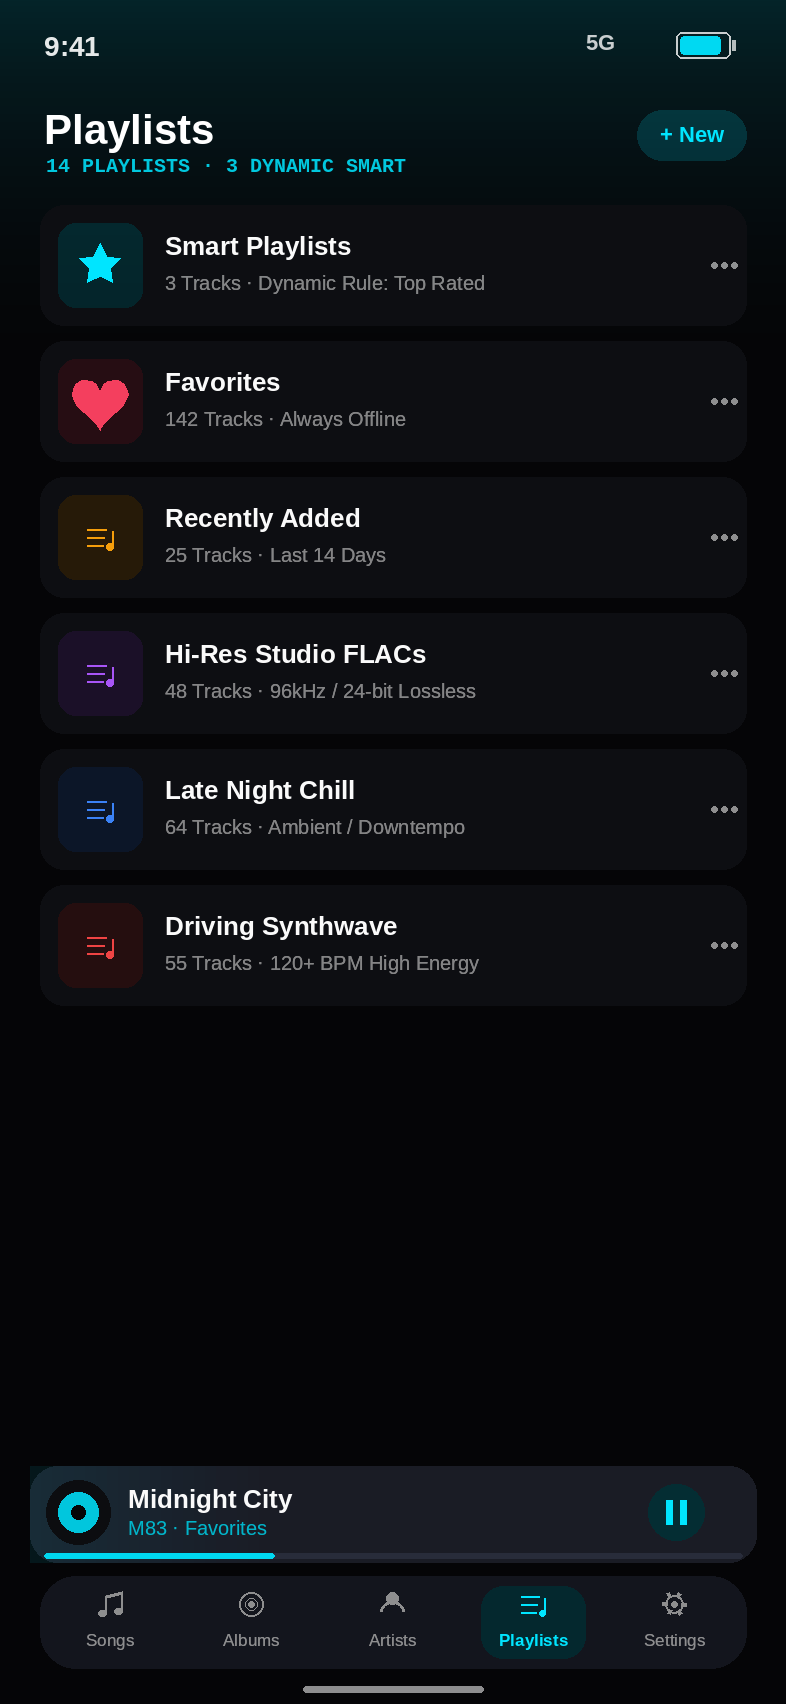 9:41
5G
Playlists
+ New
14 PLAYLISTS · 3 DYNAMIC SMART
Smart Playlists
3 Tracks · Dynamic Rule: Top Rated
Favorites
142 Tracks · Always Offline
Recently Added
25 Tracks · Last 14 Days
Hi-Res Studio FLACs
48 Tracks · 96kHz / 24-bit Lossless
Late Night Chill
64 Tracks · Ambient / Downtempo
Driving Synthwave
55 Tracks · 120+ BPM High Energy
Midnight City
M83 · Favorites
Songs
Albums
Artists
Playlists
Settings